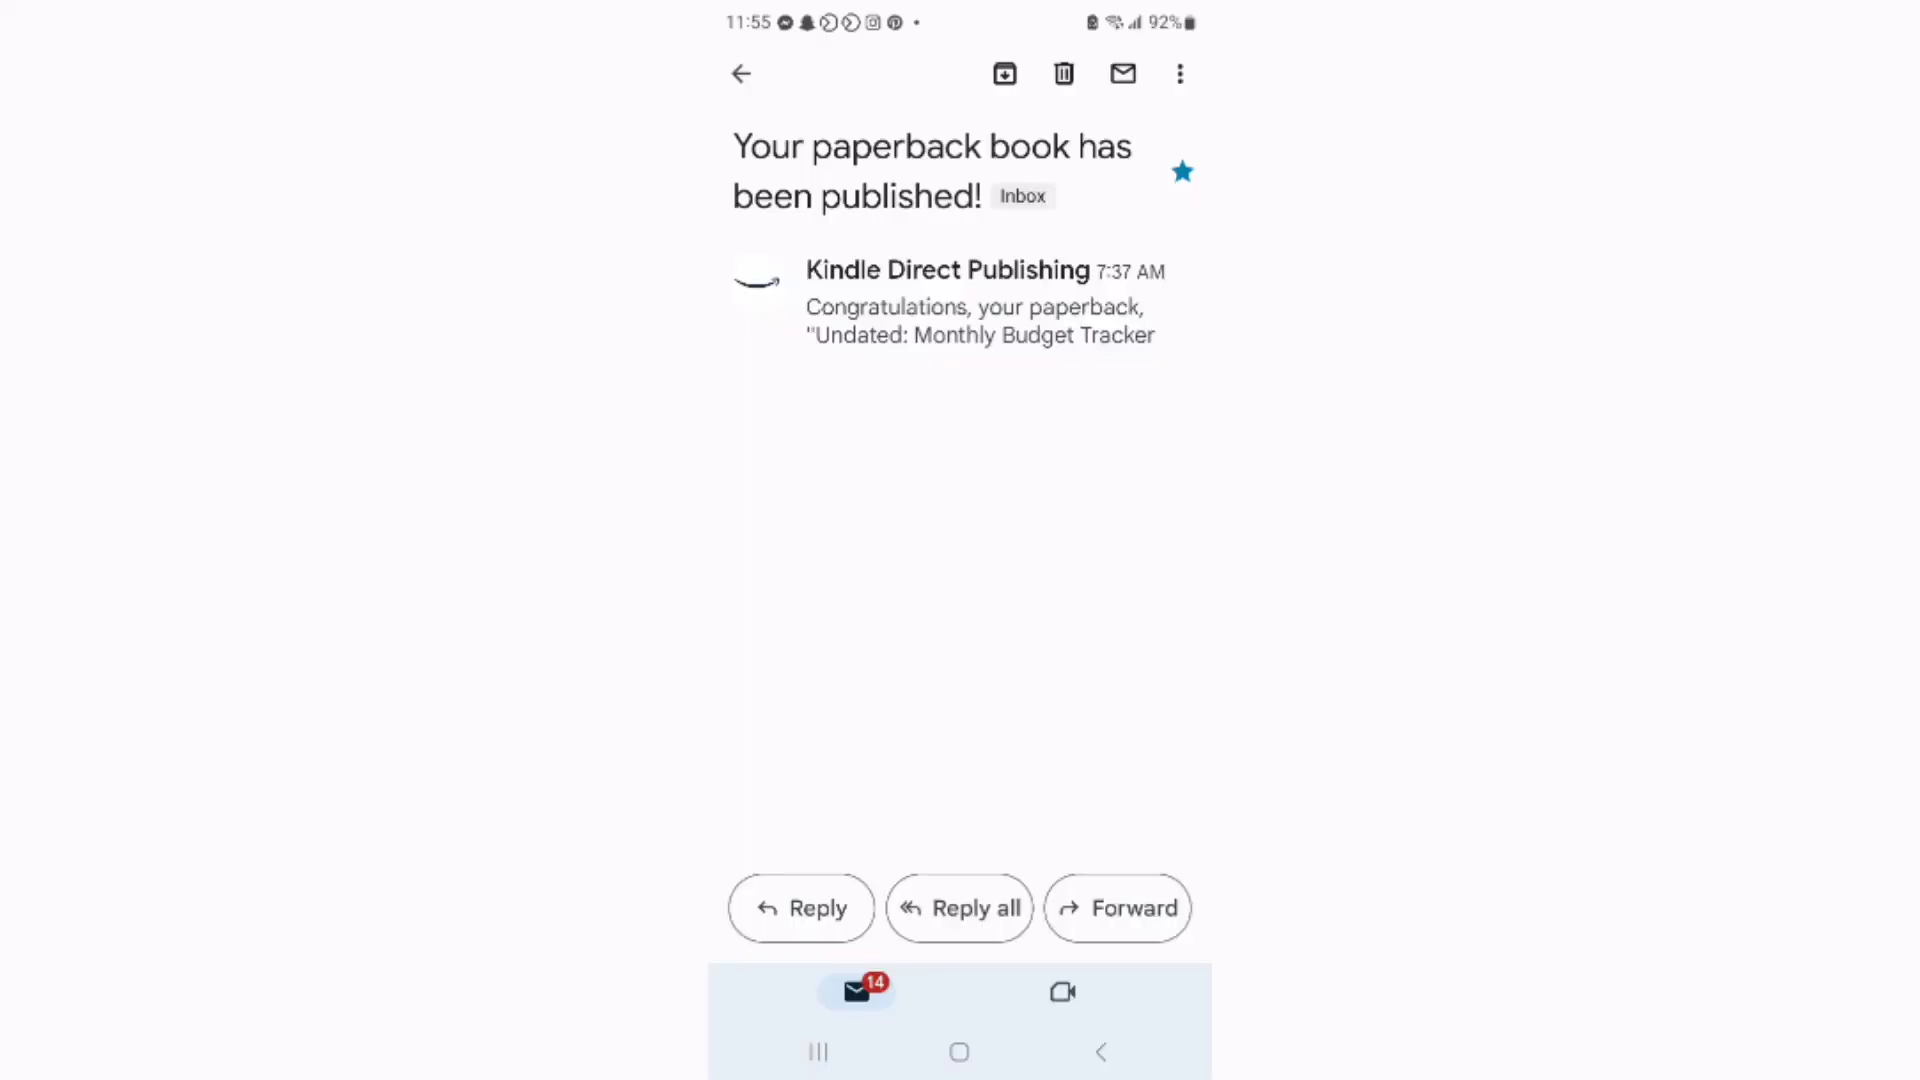 11:55
92%
Your paperback book has
been published! Inbox
Kindle Direct Publishing 7:37 AM
Congratulations, your paperback,
"Undated: Monthly Budget Tracker
Reply
Reply all
Forward
14